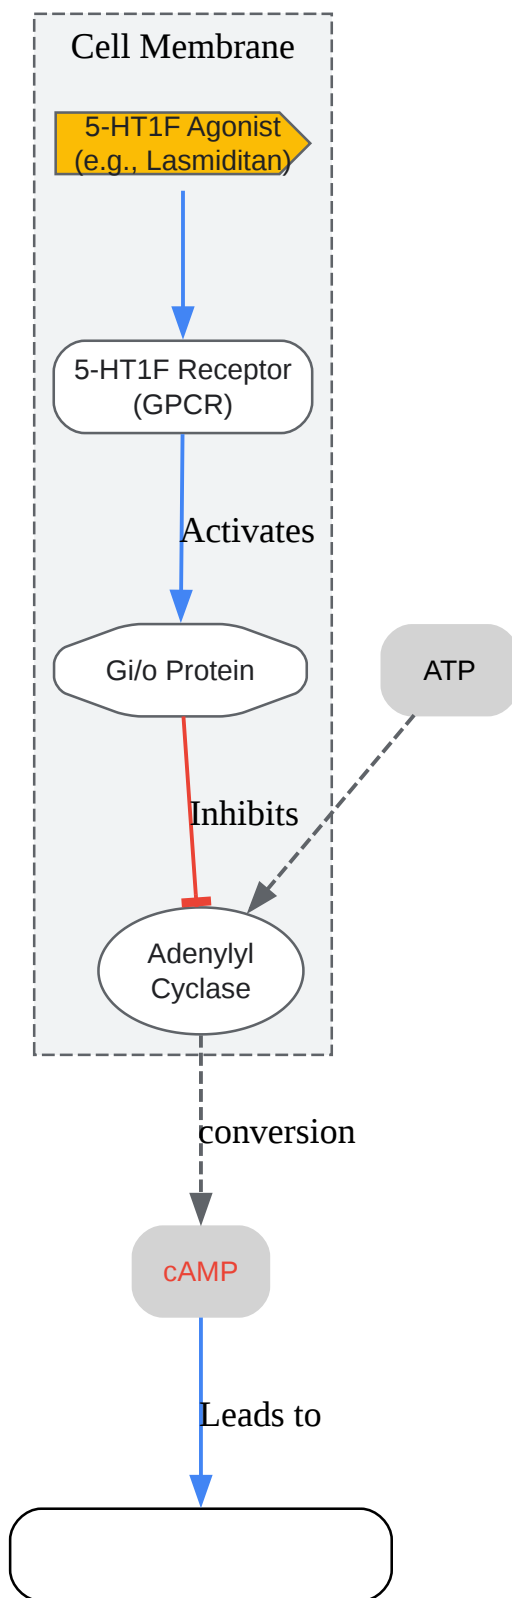 Cell Membrane
5-HT1F Agonist
(e.g., Lasmiditan)
5-HT1F Receptor
(GPCR)
Activates
Gi/o Protein
ATP
Inhibits
Adenylyl
Cyclase
conversion
cAMP
Leads to